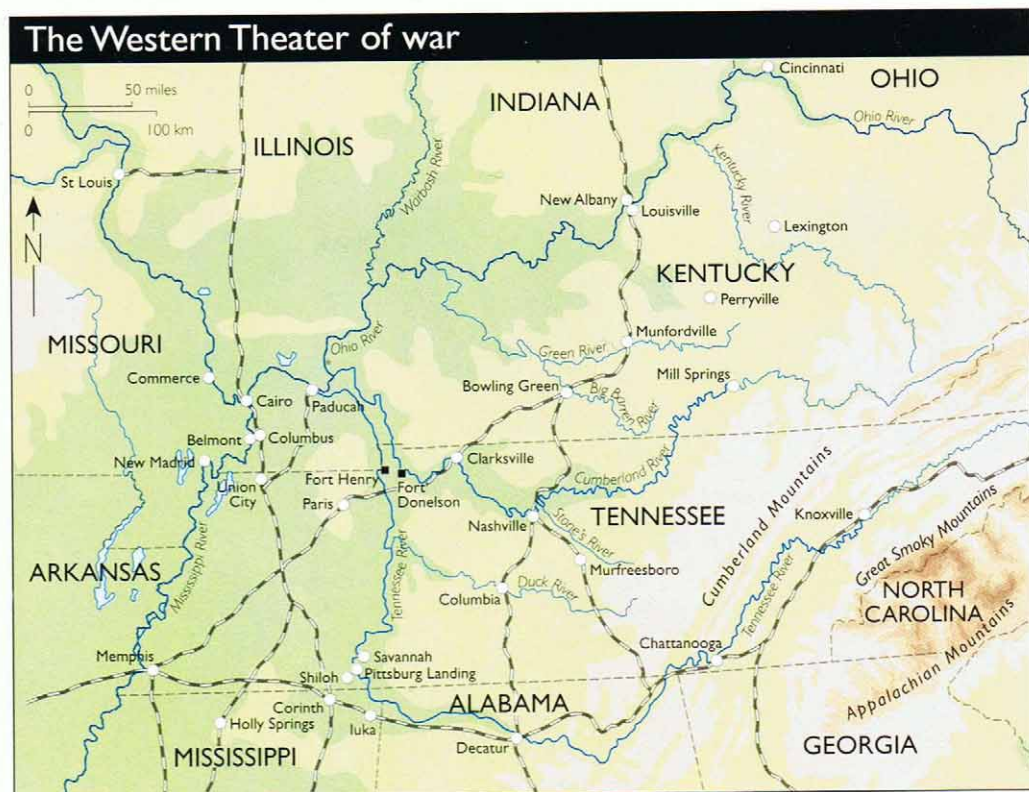 The Western Theater of war
0 50 miles
0 100 km
N
ILLINOIS
INDIANA
OHIO
Cincinnati
Ohio River
St Louis
Warbash River
New Albany
Louisville
Kentucky River
Lexington
KENTUCKY
Perryville
MISSOURI
Ohio River
Munfordville
Green River
Mill Springs
Commerce
Cairo
Paducah
Bowling Green
Big Barren River
Belmont
Columbus
New Madrid
Union
City
Fort Henry
Fort
Donelson
Clarksville
Cumberland River
Paris
Nashville
TENNESSEE
Stone's River
Cumberland Mountains
Knoxville
Great Smoky Mountains
ARKANSAS
Mississippi River
Tennessee River
Murfreesboro
Duck River
Columbia
Tennessee River
NORTH
CAROLINA
Appalachian Mountains
Memphis
Savannah
Pittsburg Landing
Shiloh
Chattanooga
ALABAMA
Corinth
Iuka
Holly Springs
Decatur
MISSISSIPPI
GEORGIA